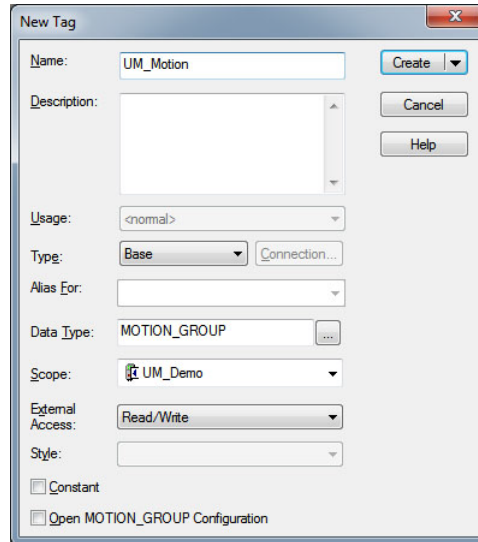 New Tag
Name: UM_Motion Create
Description: Cancel
Help
Usage: <normal>
Type: Base Connection...
Alias For:
Data Type: MOTION_GROUP ...
Scope: UM_Demo
External Access: Read/Write
Style:
Constant
Open MOTION_GROUP Configuration